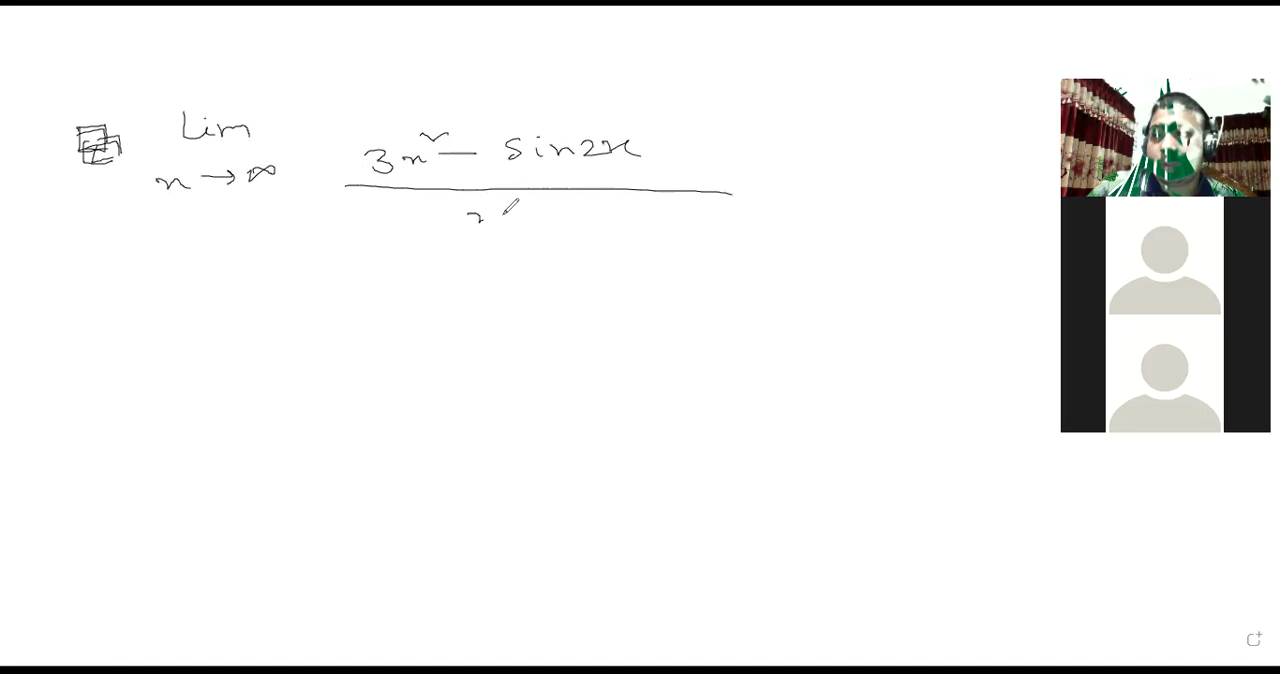 Lim
x → ∞
3x² - sin2x